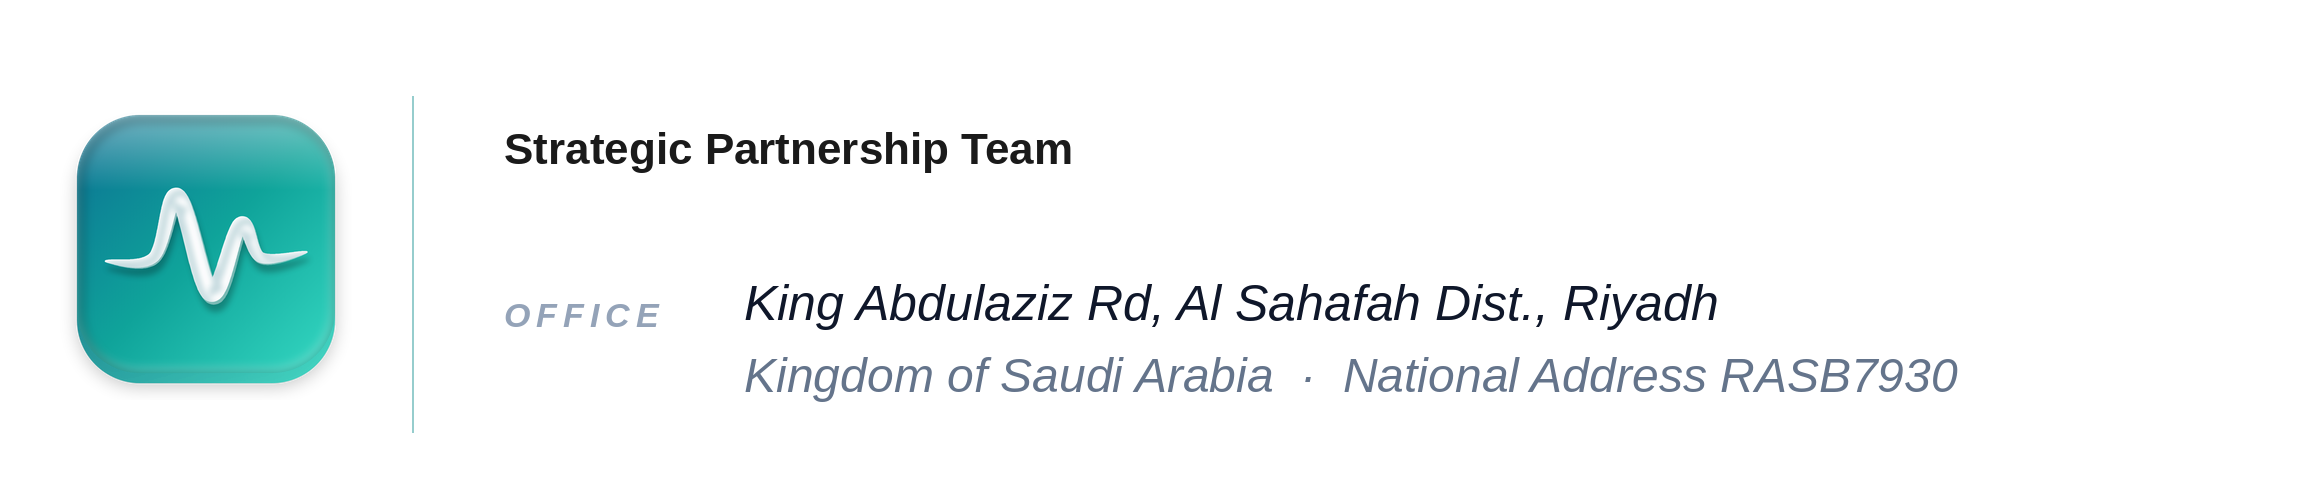 Strategic Partnership Team
OFFICE
King Abdulaziz Rd, Al Sahafah Dist., Riyadh
Kingdom of Saudi Arabia · National Address RASB7930